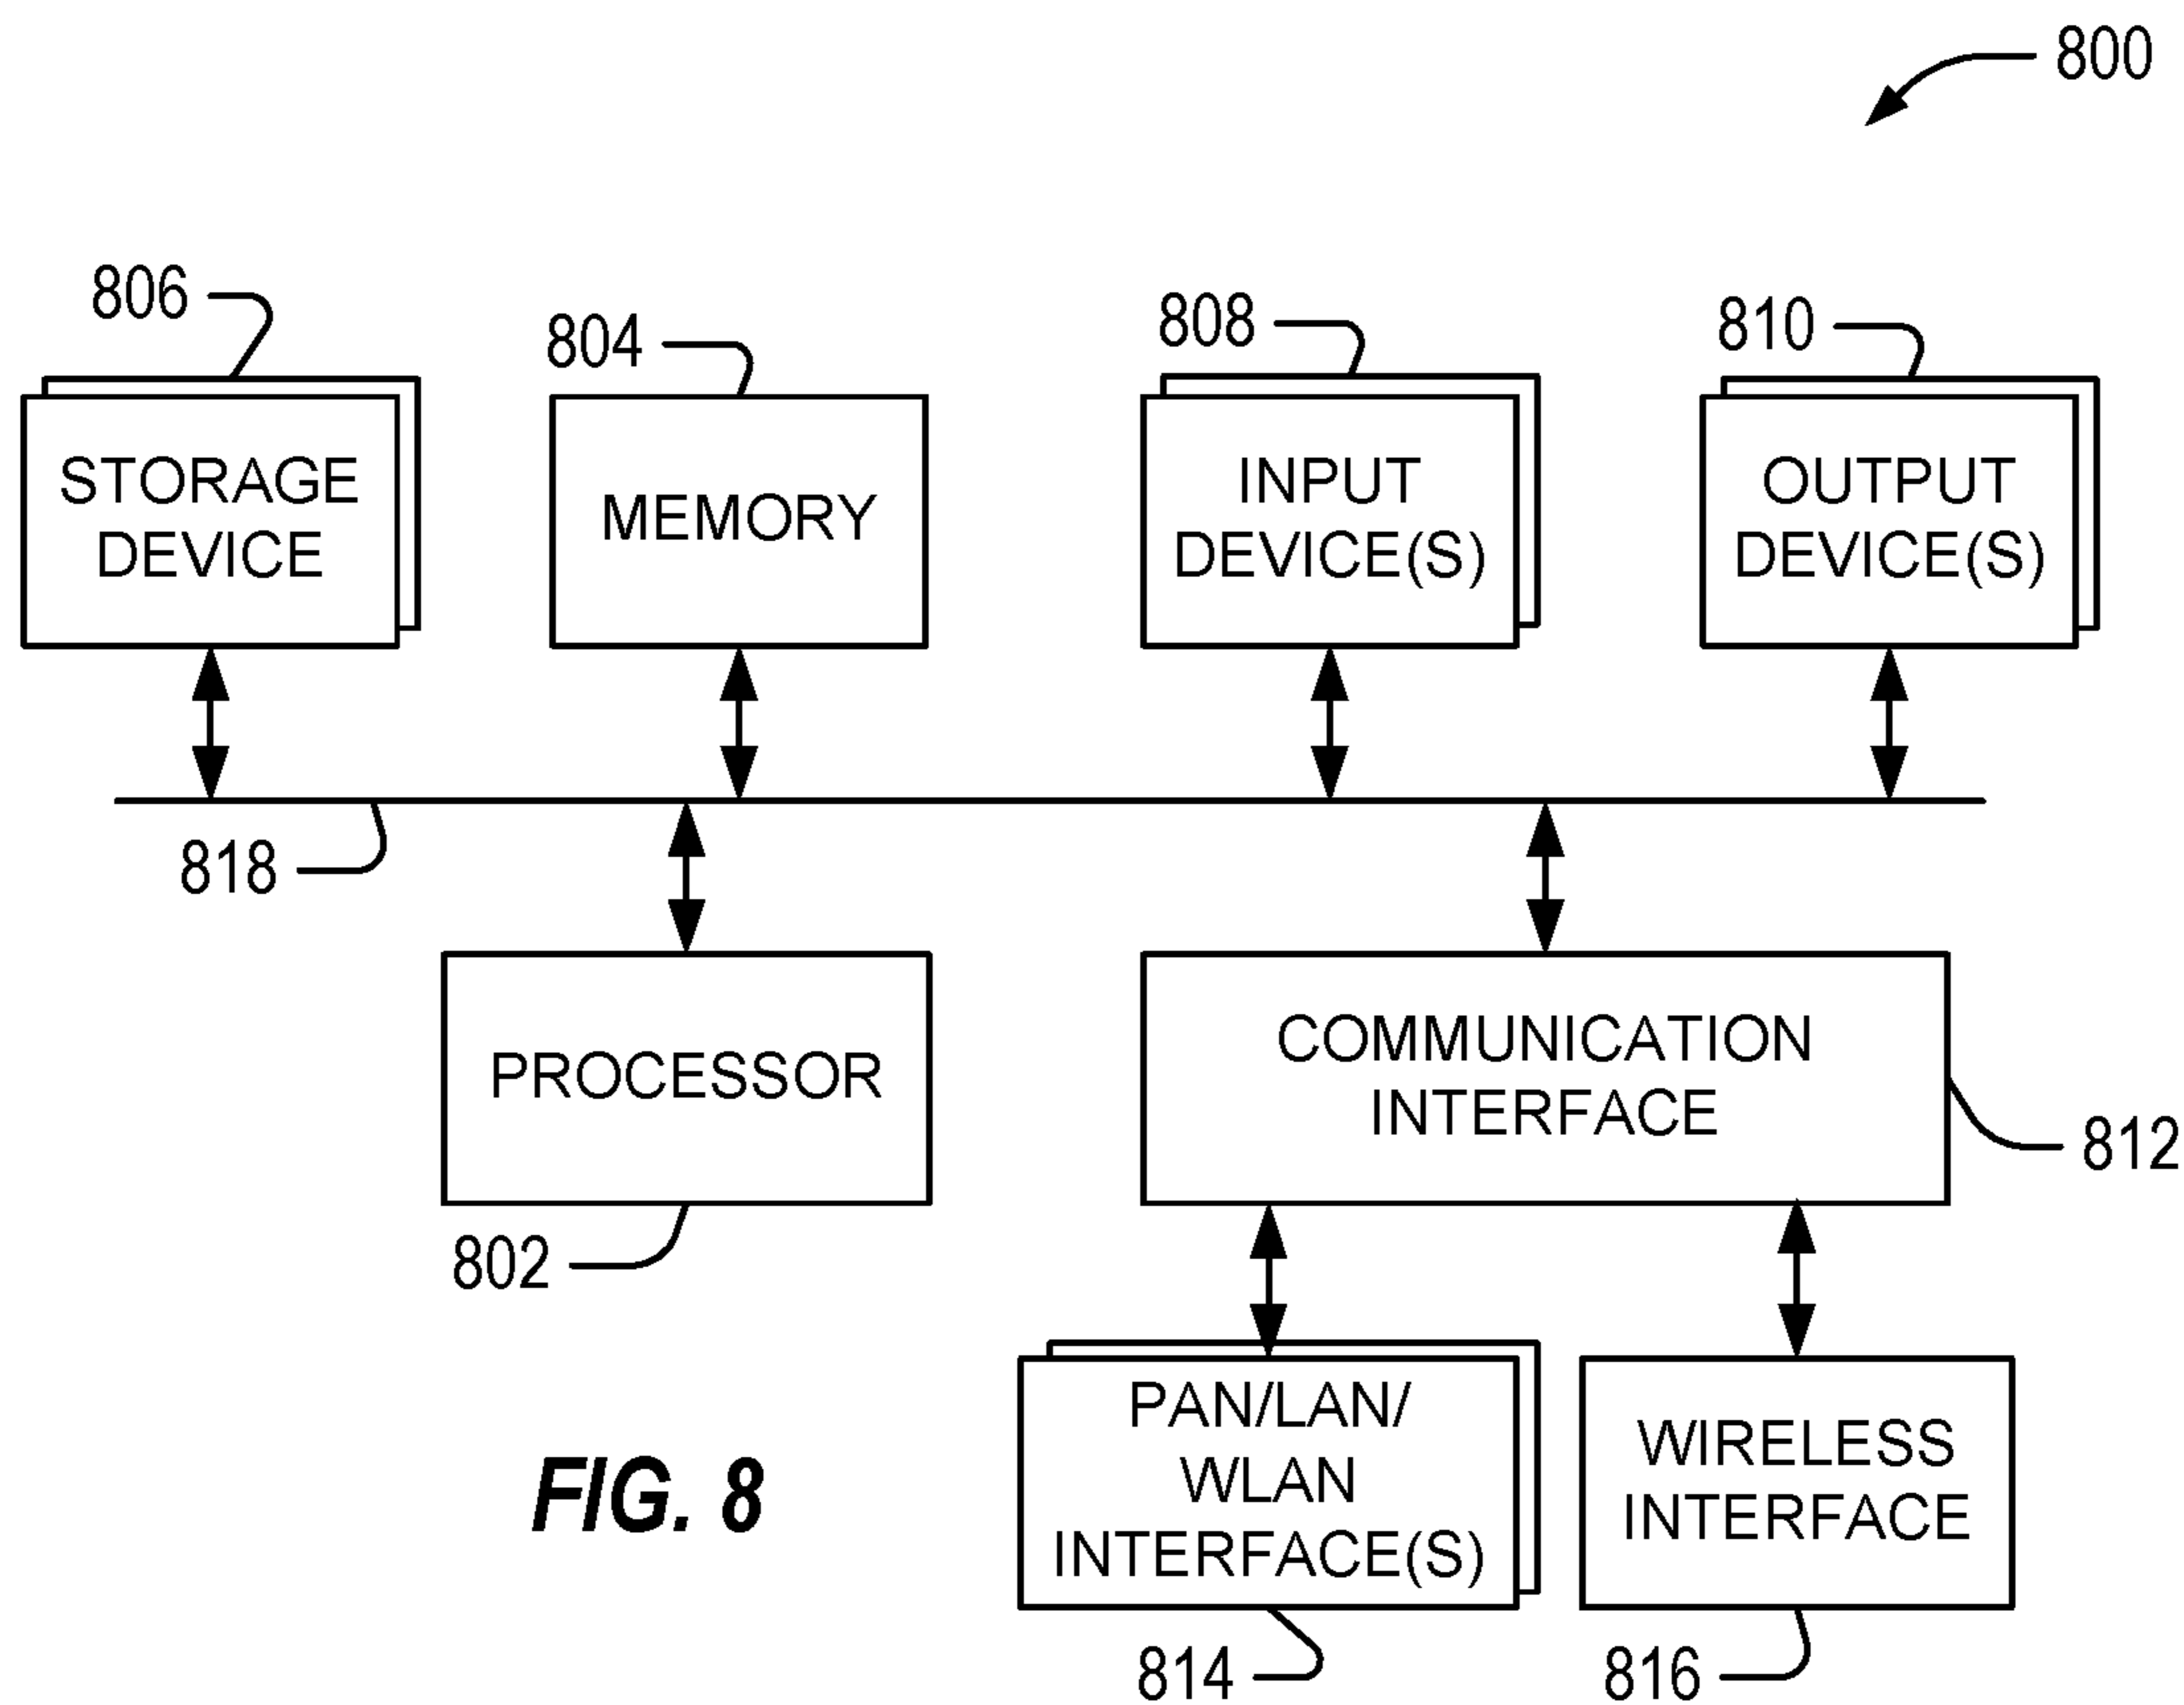 800
806
804
808
810
STORAGE
DEVICE
MEMORY
INPUT
DEVICE(S)
OUTPUT
DEVICE(S)
818
PROCESSOR
COMMUNICATION
INTERFACE
812
802
PAN/LAN/
WLAN
INTERFACE(S)
WIRELESS
INTERFACE
FIG. 8
814
816